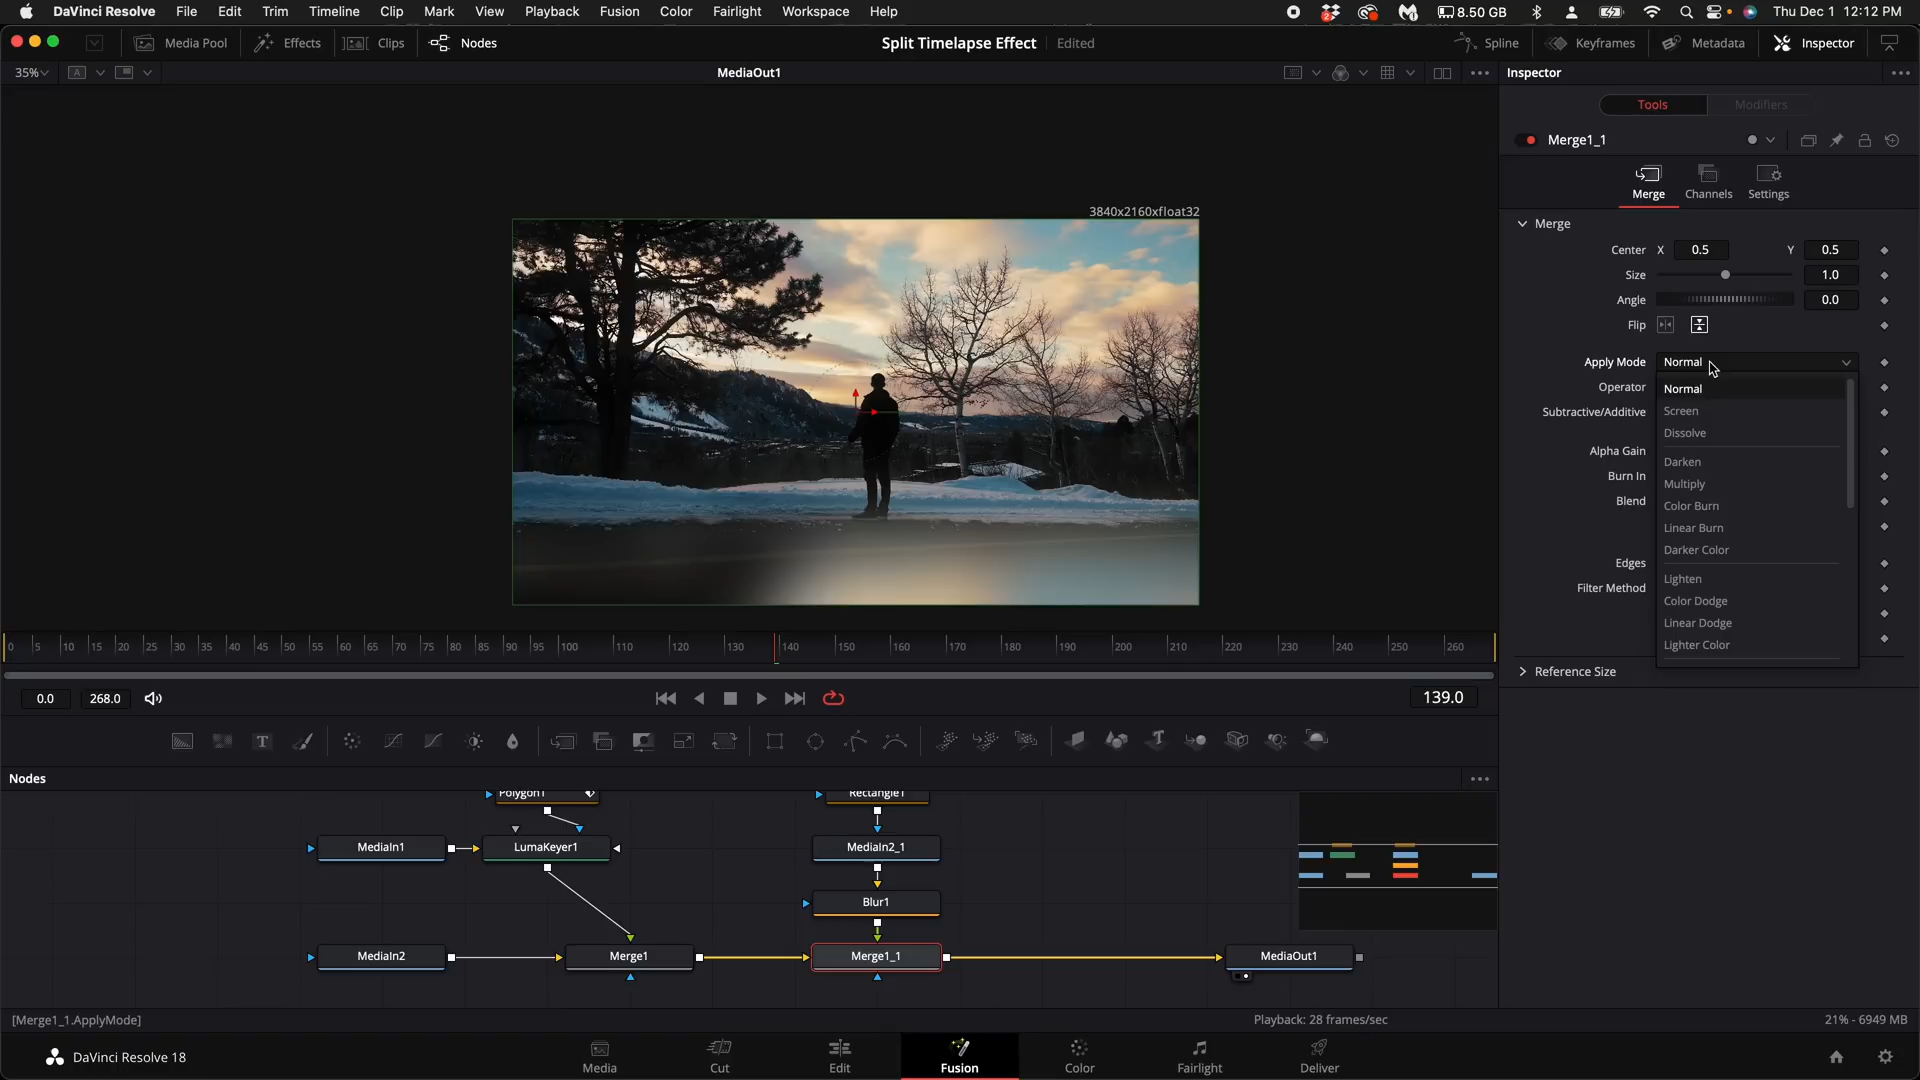 DaVinci Resolve File Edit Trim Timeline Clip Mark View Playback Fusion Color Fairlight Workspace Help 2 8.50 GB Thu Dec 1 12:12 PM
Media Pool Effects Clips Nodes Split Timelapse Effect Edited Spline Keyframes Metadata Inspector
35% A MediaOut1 Inspector
Tools Modifiers
Merge1_1
Merge Channels Settings
3840x2160xfloat32
Merge
Center X 0.5 Y 0.5
Size 1.0
Angle 0.0
Flip
Apply Mode Normal
Operator Normal
Subtractive/Additive Screen
Dissolve
Alpha Gain Darken
Burn In Multiply
Blend Color Burn
Linear Burn
Darker Color
Edges Lighten
Filter Method Color Dodge
Linear Dodge
Lighter Color
Reference Size
0 5 10 15 20 25 30 35 40 45 50 55 60 65 70 75 80 85 90 95 100 110 120 130 140 150 160 170 180 190 200 210 220 230 240 250 260
0.0 268.0 139.0
T
Nodes
Polygon1 Rectangle1
MediaIn1 LumaKeyer1 MediaIn2_1
Blur1
MediaIn2 Merge1 Merge1_1 MediaOut1
[Merge1_1.ApplyMode] Playback: 28 frames/sec 21% - 6949 MB
DaVinci Resolve 18 Media Cut Edit Fusion Color Fairlight Deliver